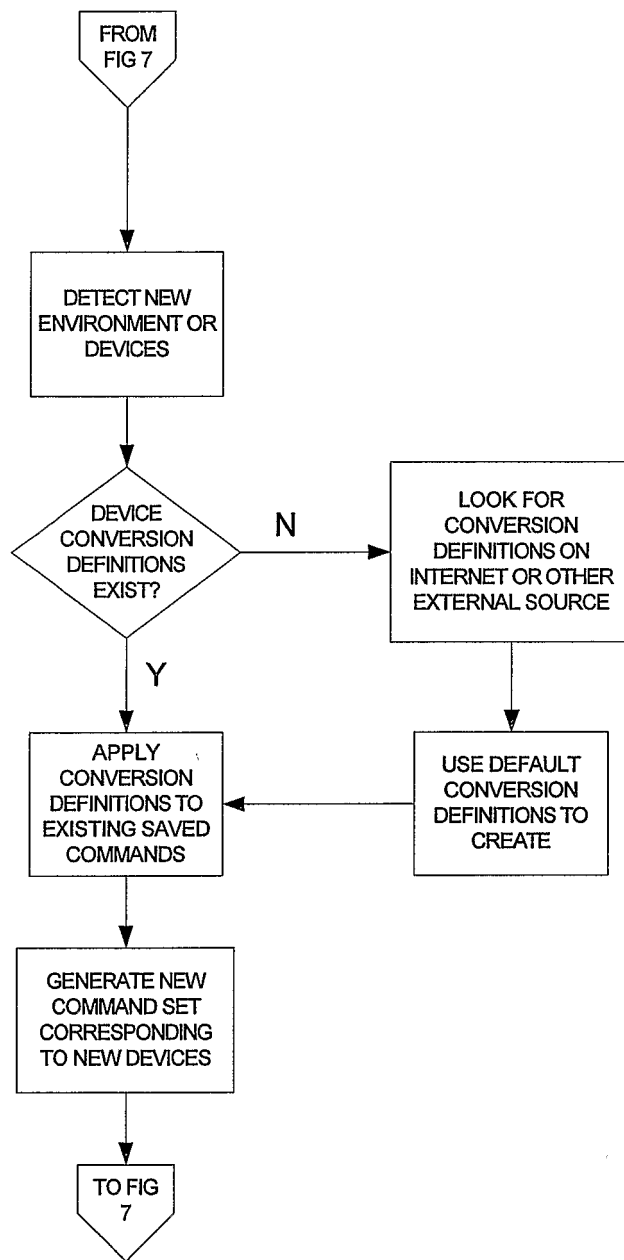 FROM
FIG 7
DETECT NEW
ENVIRONMENT OR
DEVICES
DEVICE
CONVERSION
DEFINITIONS
EXIST?
N
LOOK FOR
CONVERSION
DEFINITIONS ON
INTERNET OR OTHER
EXTERNAL SOURCE
Y
APPLY
CONVERSION
DEFINITIONS TO
EXISTING SAVED
COMMANDS
USE DEFAULT
CONVERSION
DEFINITIONS TO
CREATE
GENERATE NEW
COMMAND SET
CORRESPONDING
TO NEW DEVICES
TO FIG
7